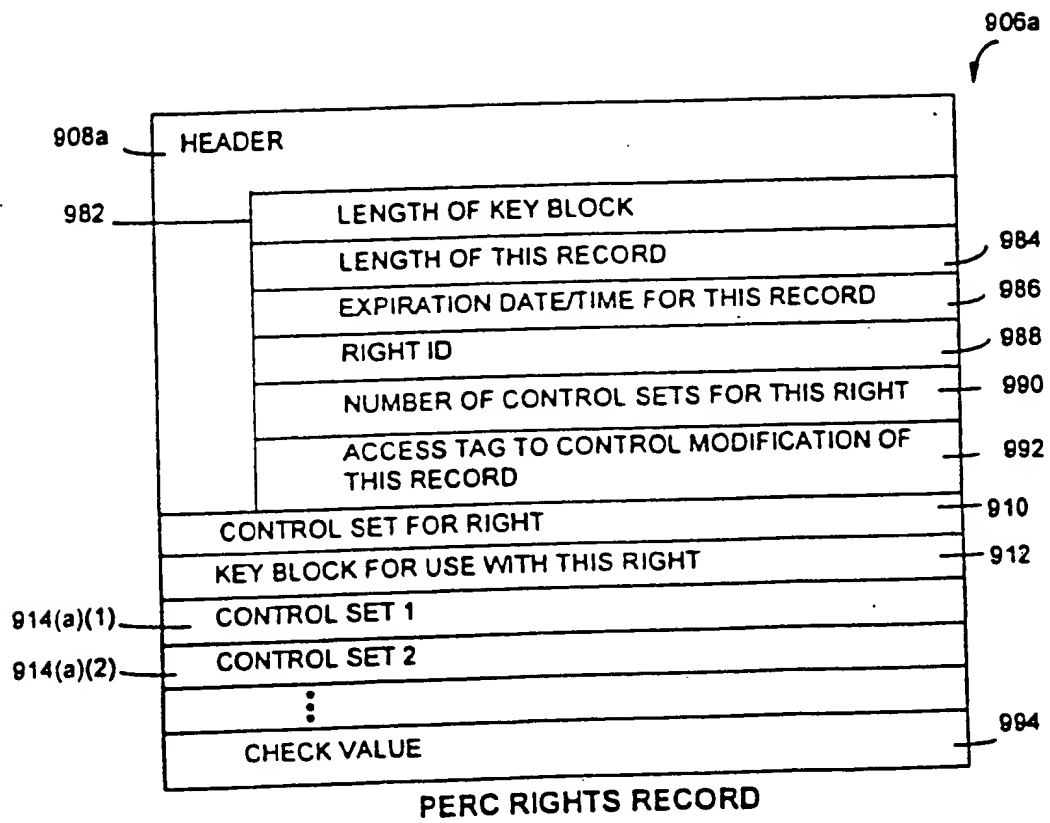 906a
908a HEADER
982 LENGTH OF KEY BLOCK
LENGTH OF THIS RECORD 984
EXPIRATION DATE/TIME FOR THIS RECORD 986
RIGHT ID 988
NUMBER OF CONTROL SETS FOR THIS RIGHT 990
ACCESS TAG TO CONTROL MODIFICATION OF
THIS RECORD 992
CONTROL SET FOR RIGHT 910
KEY BLOCK FOR USE WITH THIS RIGHT 912
914(a)(1) CONTROL SET 1
914(a)(2) CONTROL SET 2
CHECK VALUE 994
PERC RIGHTS RECORD